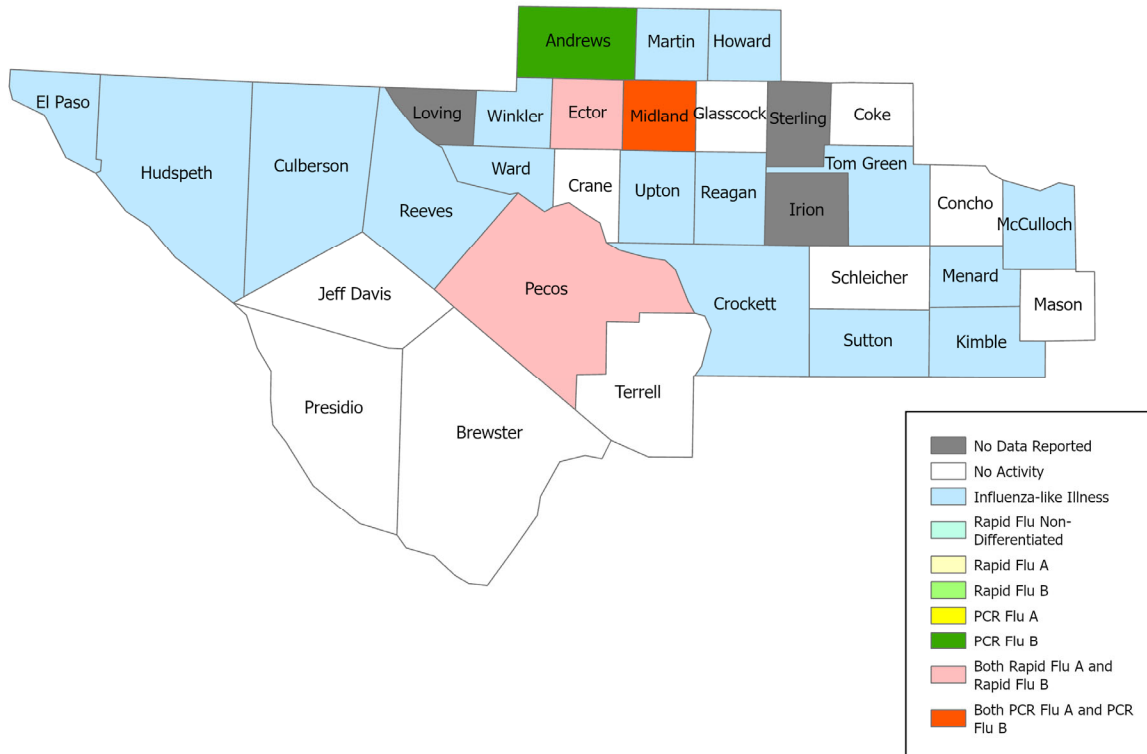 Andrews
Martin
Howard
El Paso
Hudspeth
Culberson
Loving
Winkler
Ector
Midland
Glasscock
Sterling
Coke
Reeves
Ward
Crane
Upton
Reagan
Irion
Tom Green
Concho
McCulloch
Jeff Davis
Pecos
Crockett
Schleicher
Menard
Mason
Sutton
Kimble
Presidio
Brewster
Terrell
No Data Reported
No Activity
Influenza-like Illness
Rapid Flu Non-
Differentiated
Rapid Flu A
Rapid Flu B
PCR Flu A
PCR Flu B
Both Rapid Flu A and
Rapid Flu B
Both PCR Flu A and PCR
Flu B